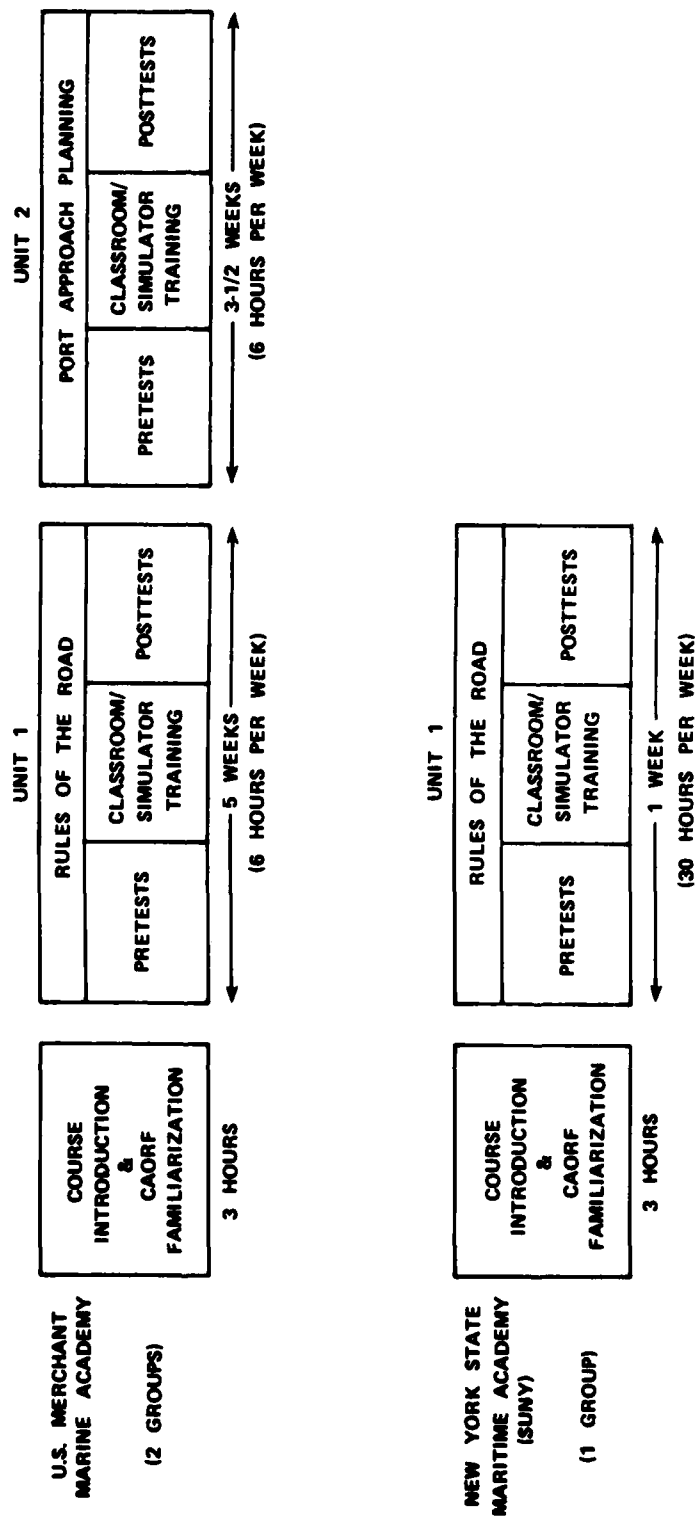 U.S. MERCHANT
MARINE ACADEMY
(2 GROUPS)
COURSE
INTRODUCTION
&
CAORF
FAMILIARIZATION
3 HOURS
UNIT 1
RULES OF THE ROAD
PRETESTS
CLASSROOM/
SIMULATOR
TRAINING
POSTTESTS
5 WEEKS
(6 HOURS PER WEEK)
UNIT 2
PORT APPROACH PLANNING
PRETESTS
CLASSROOM/
SIMULATOR
TRAINING
POSTTESTS
3-1/2 WEEKS
(6 HOURS PER WEEK)
NEW YORK STATE
MARITIME ACADEMY
(SUNY)
(1 GROUP)
COURSE
INTRODUCTION
&
CAORF
FAMILIARIZATION
3 HOURS
UNIT 1
RULES OF THE ROAD
PRETESTS
CLASSROOM/
SIMULATOR
TRAINING
POSTTESTS
1 WEEK
(30 HOURS PER WEEK)